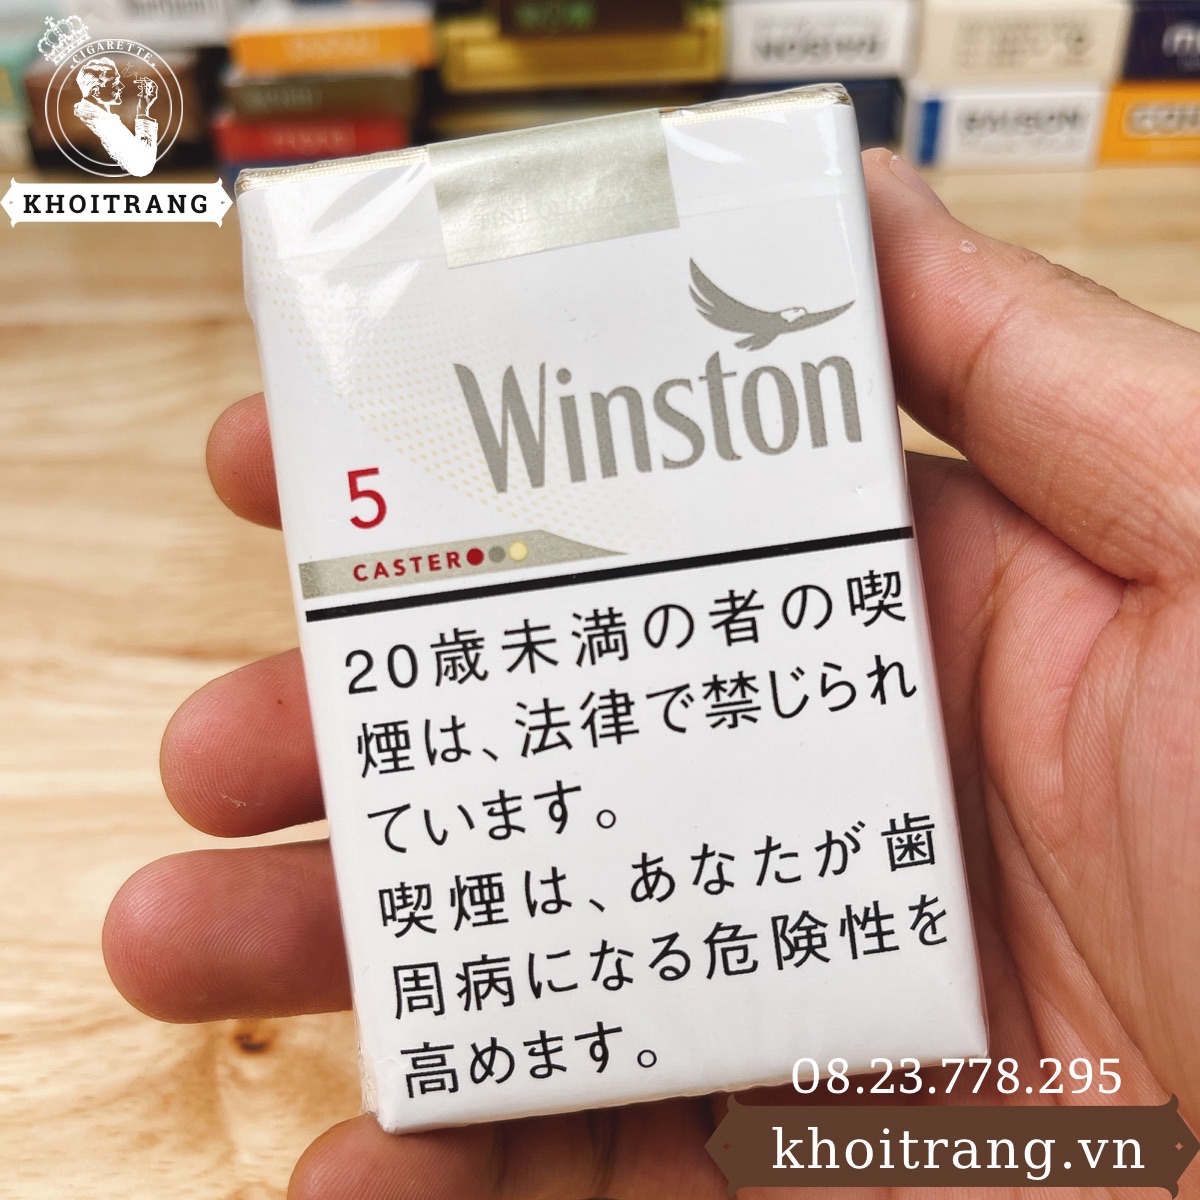 CIGARETTE
KHOITRANG
Winston
5
CASTER
20歳未満の者の喫
煙は、法律で禁じられ
ています。
喫煙は、あなたが歯
周病になる危険性を
高めます。
08.23.778.295
khoitrang.vn